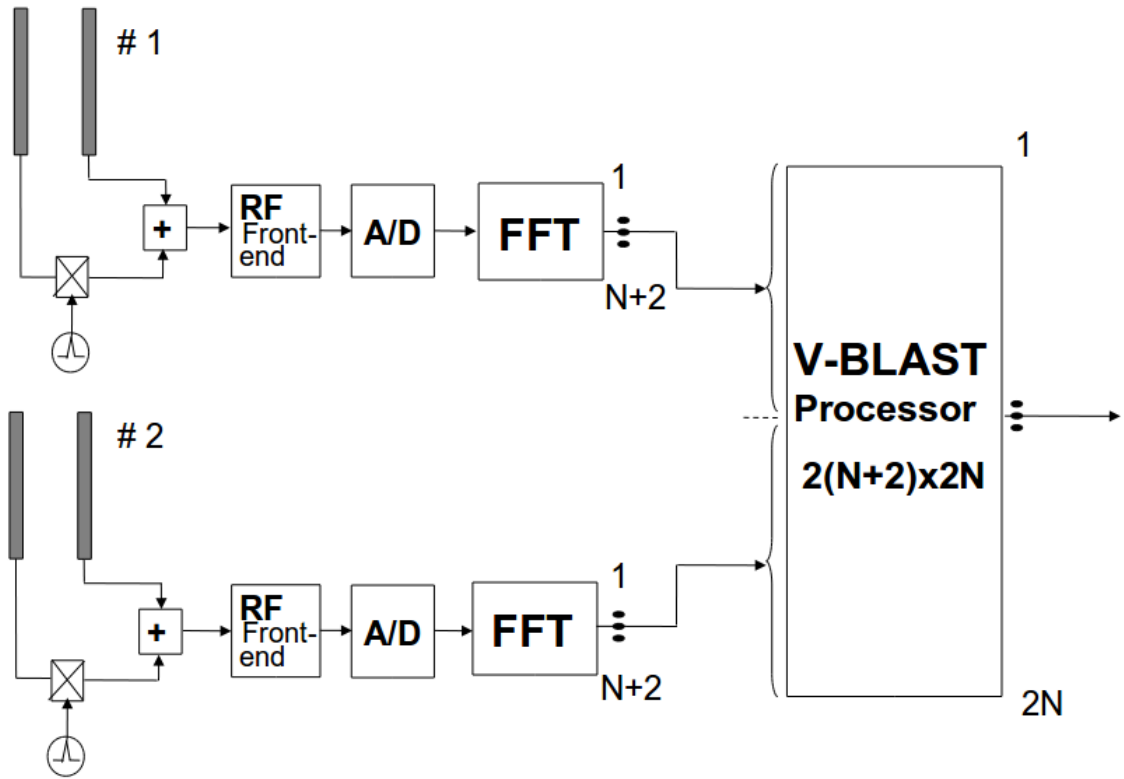 # 1
+
RF
Front-
end
A/D
FFT
1
N+2
# 2
+
RF
Front-
end
A/D
FFT
1
N+2
1
V-BLAST
Processor
2(N+2)x2N
2N